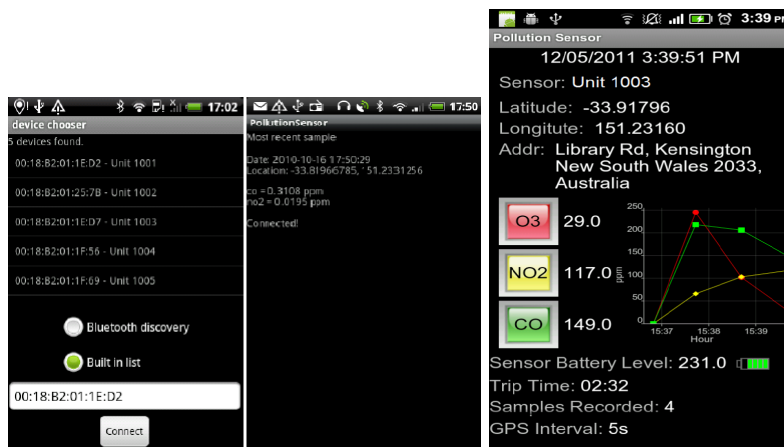 17:02
device chooser
5 devices found.
00:18:B2:01:1E:D2 - Unit 1001
00:18:B2:01:25:7B - Unit 1002
00:18:B2:01:1E:D7 - Unit 1003
00:18:B2:01:1F:56 - Unit 1004
00:18:B2:01:1F:69 - Unit 1005
Bluetooth discovery
Built in list
00:18:B2:01:1E:D2
Connect
17:50
PollutionSensor
Most recent sample
Date: 2010-10-16 17:50:29
Location: -33.81966785, 151.2331256
co = 0.3108 ppm
no2 = 0.0195 ppm
Connected!
3:39 PM
Pollution Sensor
12/05/2011 3:39:51 PM
Sensor: Unit 1003
Latitude: -33.91796
Longitute: 151.23160
Addr: Library Rd, Kensington
New South Wales 2033,
Australia
O3 29.0
NO2 117.0
CO 149.0
250
200
150
100
50
0
ppm
15:37 15:38 15:39
Hour
Sensor Battery Level: 231.0
Trip Time: 02:32
Samples Recorded: 4
GPS Interval: 5s